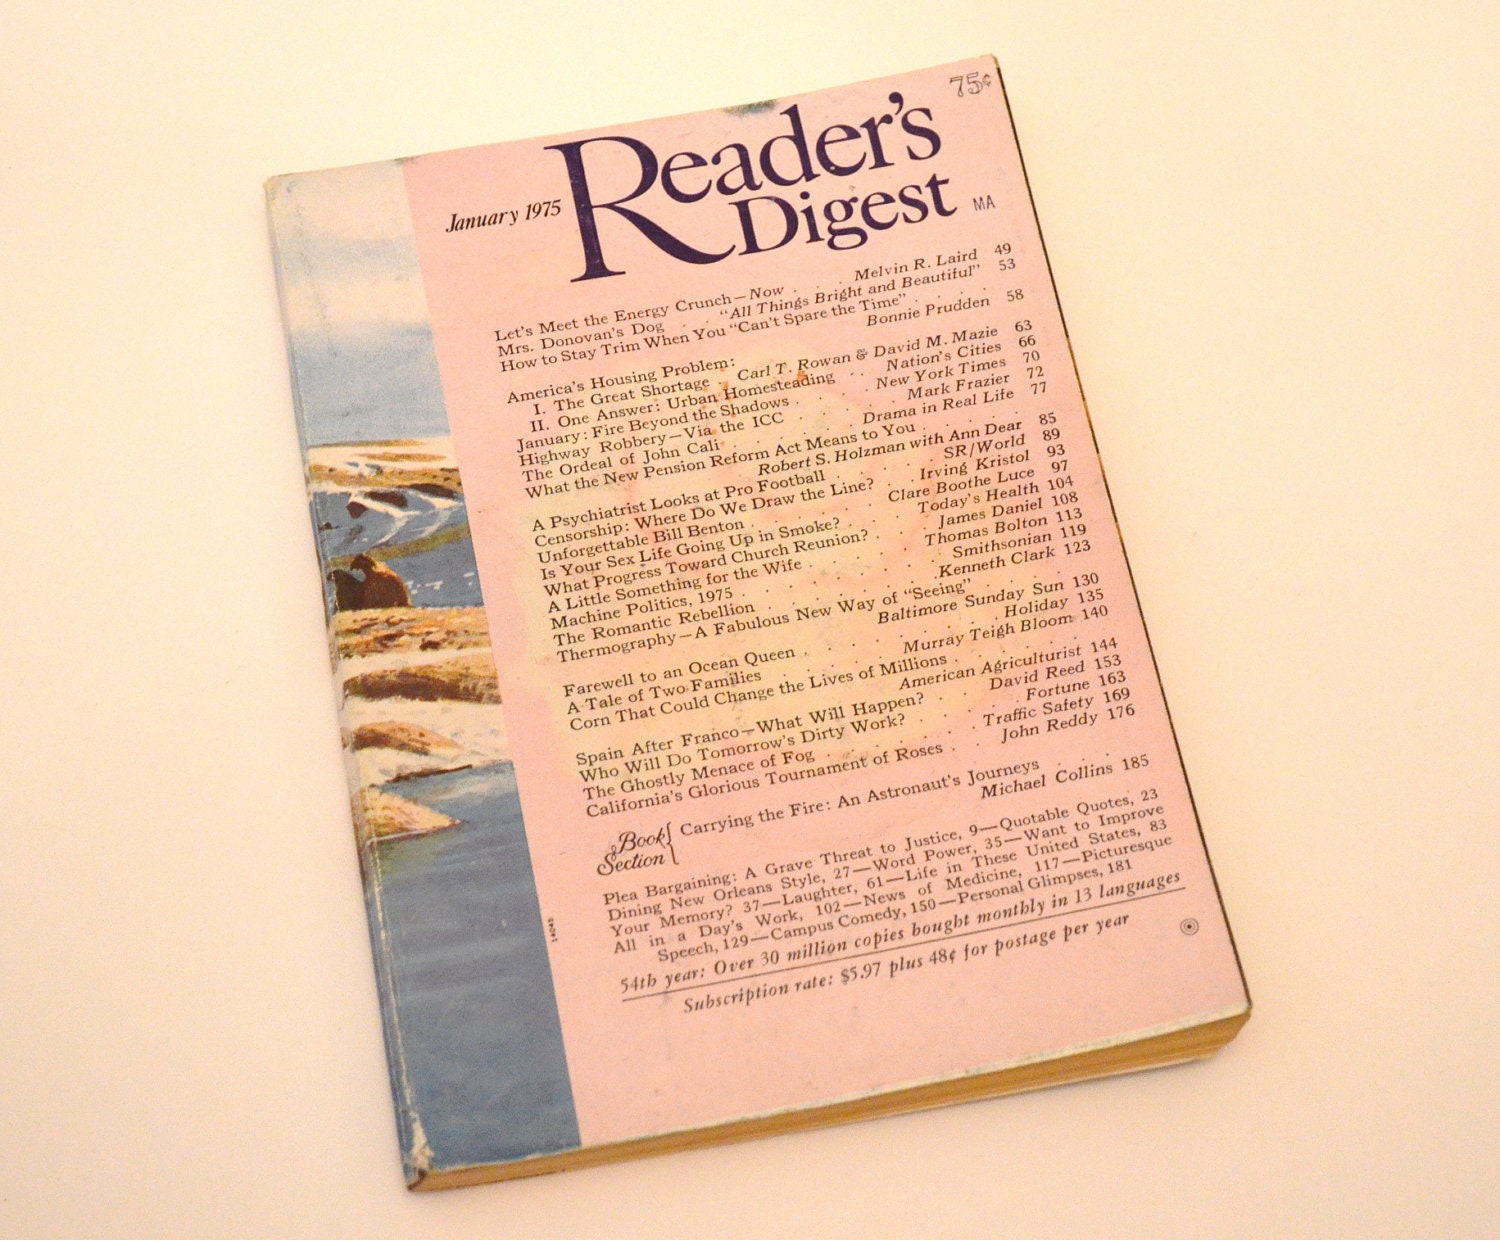 75¢
January 1975
Reader's
Digest
MA
Let's Meet the Energy Crunch—Now . . . Melvin R. Laird 49
Mrs. Donovan's Dog . . "All Things Bright and Beautiful" 53
How to Stay Trim When You "Can't Spare the Time" . . . .
Bonnie Prudden 58
America's Housing Problem:
I. The Great Shortage . Carl T. Rowan & David M. Mazie 63
II. One Answer: Urban Homesteading . . Nation's Cities 66
January: Fire Beyond the Shadows . . . . New York Times 70
Highway Robbery—Via the ICC . . . . . . Mark Frazier 72
The Ordeal of John Cali . . . . . . . Drama in Real Life 77
What the New Pension Reform Act Means to You . . . . . .
Robert S. Holzman with Ann Dear 85
A Psychiatrist Looks at Pro Football . . . . . . SR/World 89
Censorship: Where Do We Draw the Line? . . Irving Kristol 93
Unforgettable Bill Benton . . . . . . . Clare Boothe Luce 97
Is Your Sex Life Going Up in Smoke? . . . . Today's Health 104
What Progress Toward Church Reunion? . . . James Daniel 108
A Little Something for the Wife . . . . . . Thomas Bolton 113
Machine Politics, 1975 . . . . . . . . . . Smithsonian 119
The Romantic Rebellion . . . . . . . . . Kenneth Clark 123
Thermography—A Fabulous New Way of "Seeing" . . . . .
Baltimore Sunday Sun 130
Farewell to an Ocean Queen . . . . . . . . . . Holiday 135
A Tale of Two Families . . . . . . Murray Teigh Bloom 140
Corn That Could Change the Lives of Millions . . . . . .
American Agriculturist 144
Spain After Franco—What Will Happen? . . David Reed 153
Who Will Do Tomorrow's Dirty Work? . . . . . . Fortune 163
The Ghostly Menace of Fog . . . . . . . . Traffic Safety 169
California's Glorious Tournament of Roses . . John Reddy 176
Book
Section { Carrying the Fire: An Astronaut's Journeys . . . .
Michael Collins 185
Plea Bargaining: A Grave Threat to Justice, 9—Quotable Quotes, 23
Dining New Orleans Style, 27—Word Power, 35—Want to Improve
Your Memory? 37—Laughter, 61—Life in These United States, 83
All in a Day's Work, 102—News of Medicine, 117—Picturesque
Speech, 129—Campus Comedy, 150—Personal Glimpses, 181
54th year: Over 30 million copies bought monthly in 13 languages
Subscription rate: $5.97 plus 48¢ for postage per year